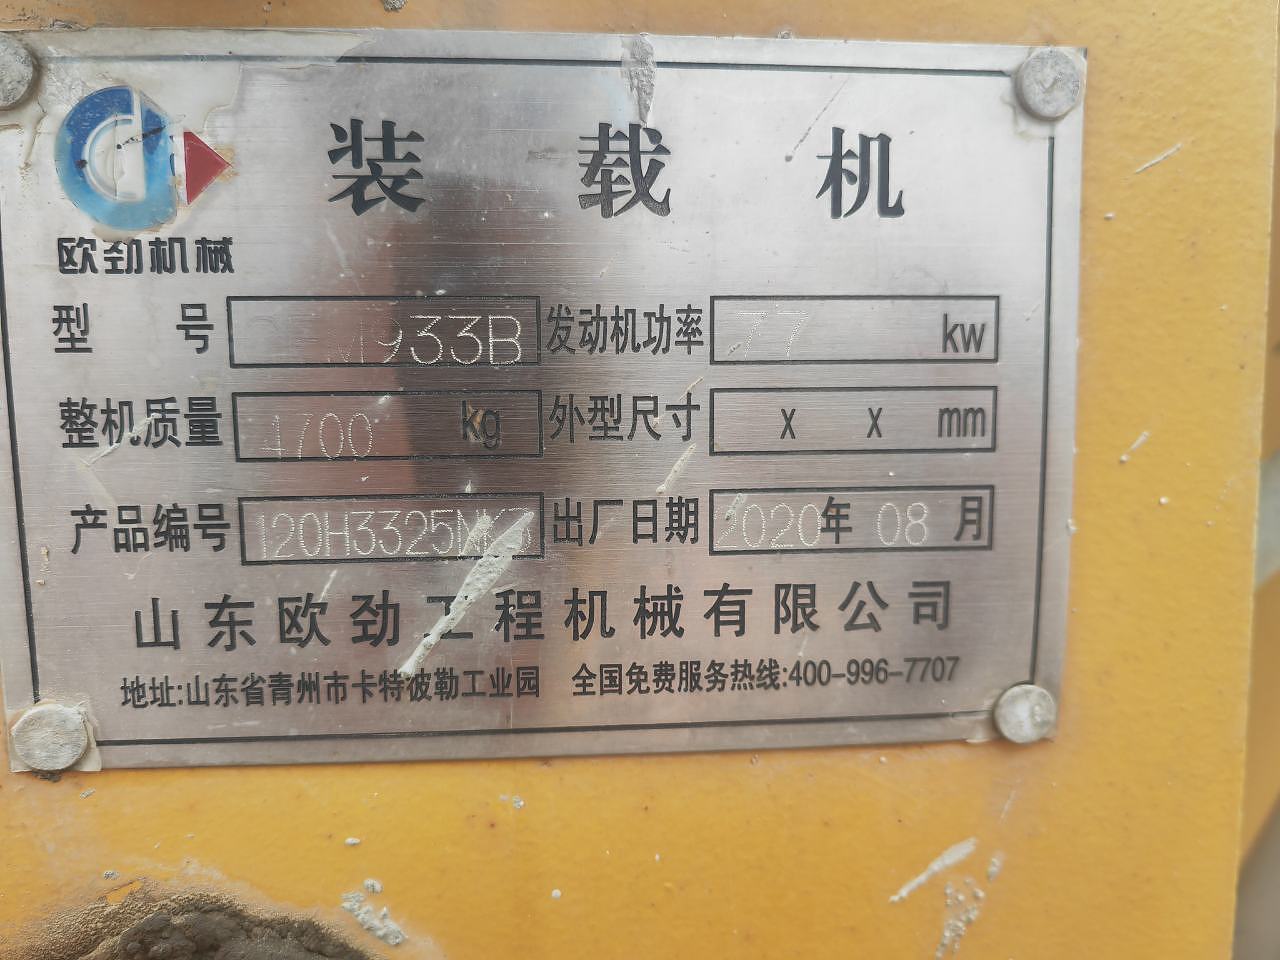 装载机
欧劲机械
型号 M933B 发动机功率 77 kw
整机质量 4700 kg 外型尺寸 x x mm
产品编号 120H3325NK3 出厂日期 2020年 08月
山东欧劲工程机械有限公司
地址:山东省青州市卡特彼勒工业园 全国免费服务热线:400-996-7707